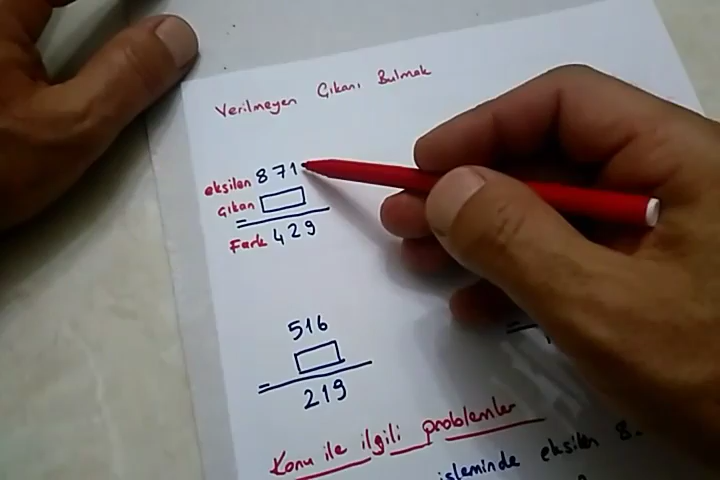 Verilmeyen Çıkanı Bulmak
eksilen 871
Çıkan
= Fark 429
516
=
219
Konu ile ilgili problemler
işleminde eksilen 8